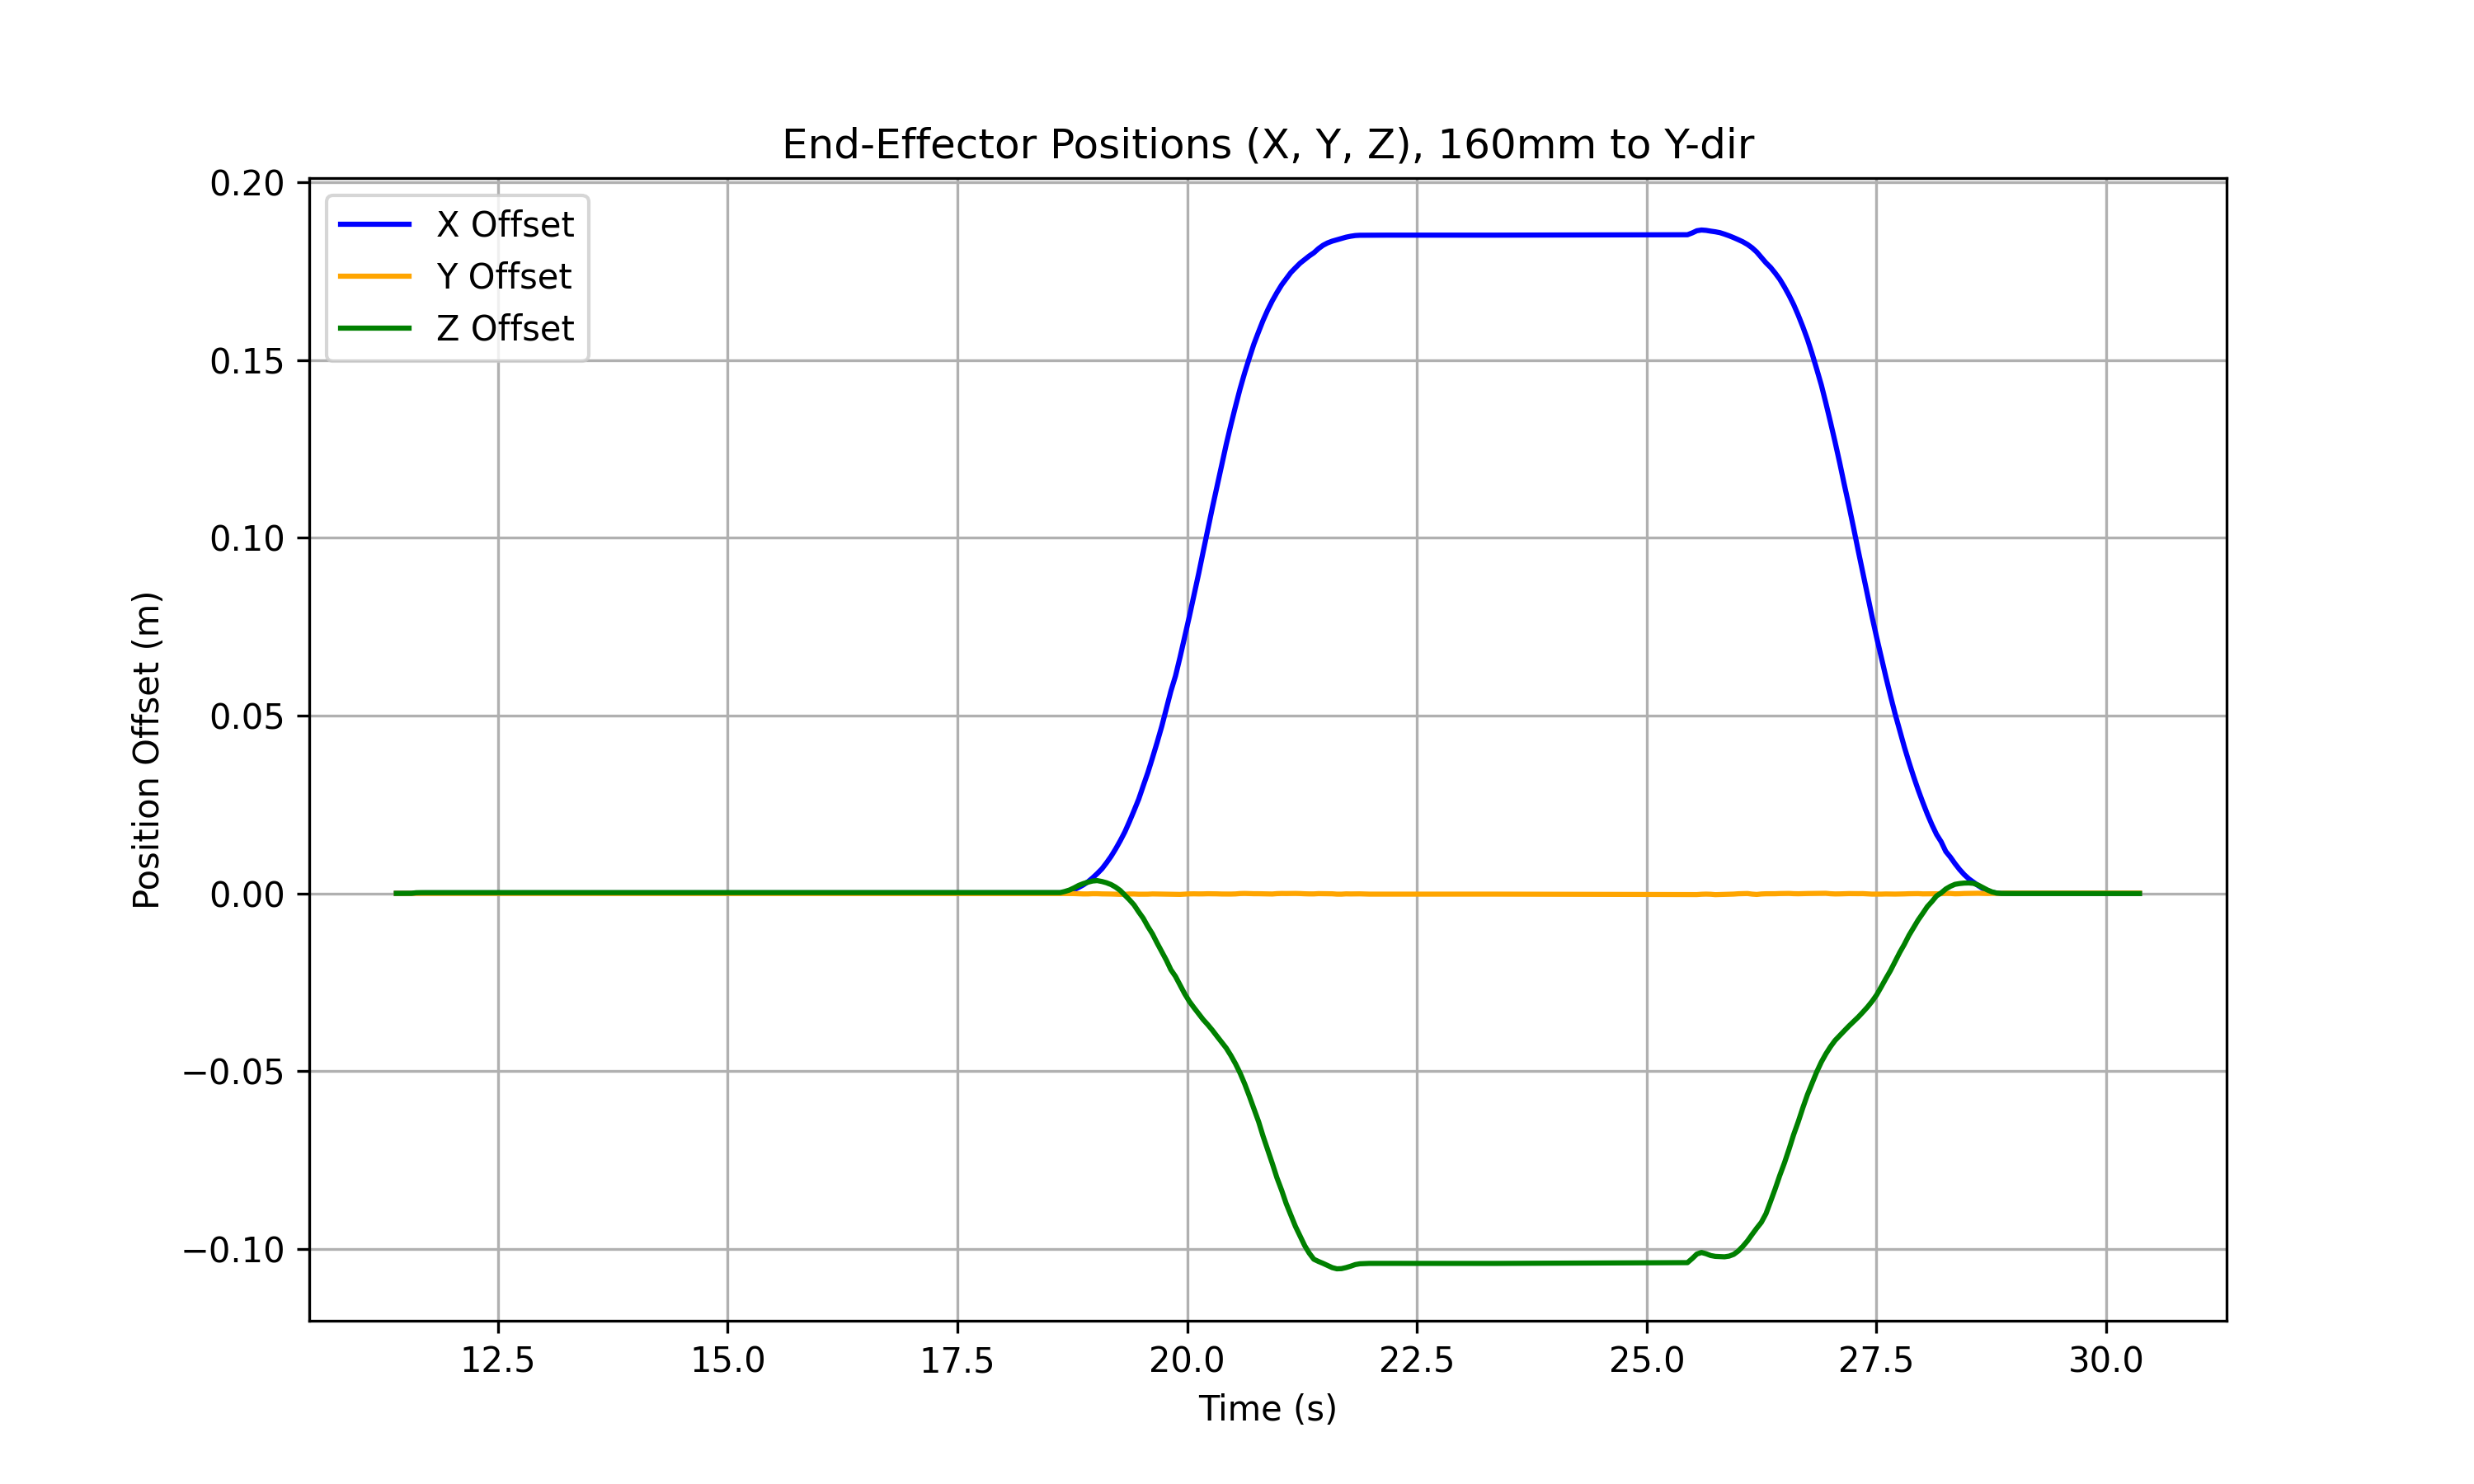 End-Effector Positions (X, Y, Z), 160mm to Y-dir
X Offset
Y Offset
Z Offset
Position Offset (m)
0.20
0.15
0.10
0.05
0.00
−0.05
−0.10
12.5 15.0 17.5 20.0 22.5 25.0 27.5 30.0
Time (s)